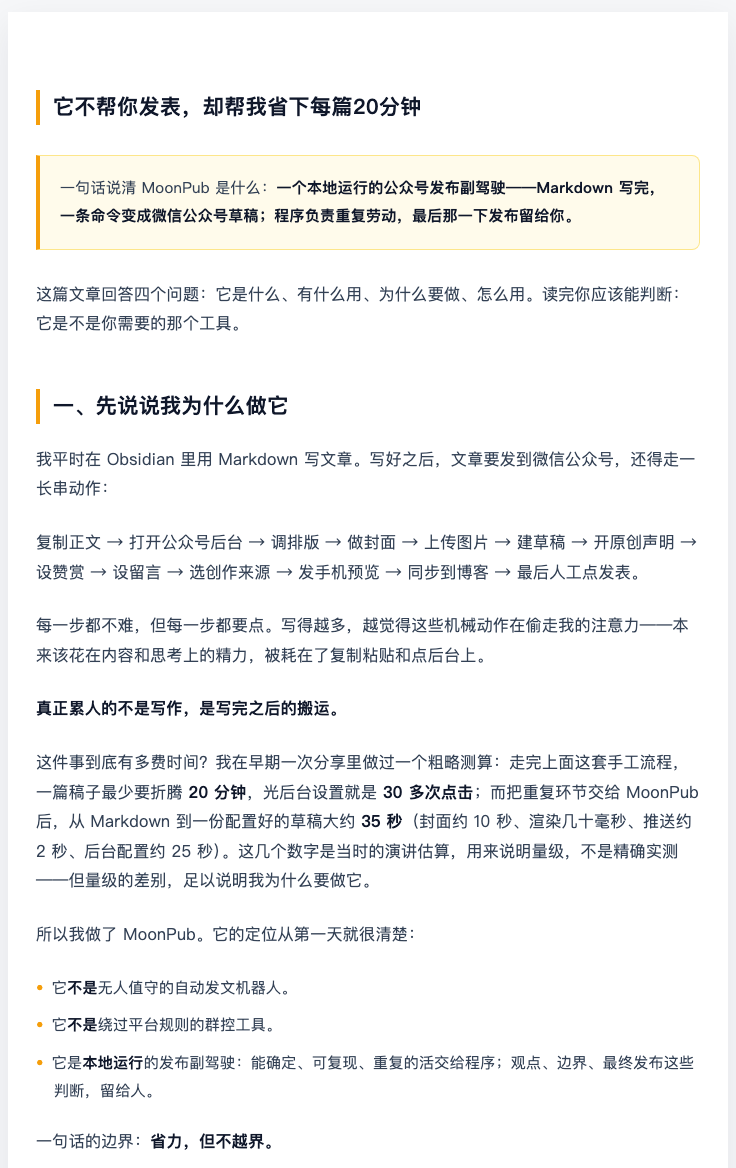 它不帮你发表，却帮我省下每篇20分钟
一句话说清 MoonPub 是什么：一个本地运行的公众号发布副驾驶——Markdown 写完，
一条命令变成微信公众号草稿；程序负责重复劳动，最后那一下发布留给你。
这篇文章回答四个问题：它是什么、有什么用、为什么要做、怎么用。读完你应该能判断：
它是不是你需要的那个工具。
一、先说说我为什么做它
我平时在 Obsidian 里用 Markdown 写文章。写好之后，文章要发到微信公众号，还得走一
长串动作：
复制正文 → 打开公众号后台 → 调排版 → 做封面 → 上传图片 → 建草稿 → 开原创声明 →
设赞赏 → 设留言 → 选创作来源 → 发手机预览 → 同步到博客 → 最后人工点发表。
每一步都不难，但每一步都要点。写得越多，越觉得这些机械动作在偷走我的注意力——本
来该花在内容和思考上的精力，被耗在了复制粘贴和点后台上。
真正累人的不是写作，是写完之后的搬运。
这件事到底有多费时间？我在早期一次分享里做过一个粗略测算：走完上面这套手工流程，
一篇稿子最少要折腾 20 分钟，光后台设置就是 30 多次点击；而把重复环节交给 MoonPub
后，从 Markdown 到一份配置好的草稿大约 35 秒（封面约 10 秒、渲染几十毫秒、推送约
2 秒、后台配置约 25 秒）。这几个数字是当时的演讲估算，用来说明量级，不是精确实测
——但量级的差别，足以说明我为什么要做它。
所以我做了 MoonPub。它的定位从第一天就很清楚：
• 它不是无人值守的自动发文机器人。
• 它不是绕过平台规则的群控工具。
• 它是本地运行的发布副驾驶：能确定、可复现、重复的活交给程序；观点、边界、最终发布这些
判断，留给人。
一句话的边界：省力，但不越界。